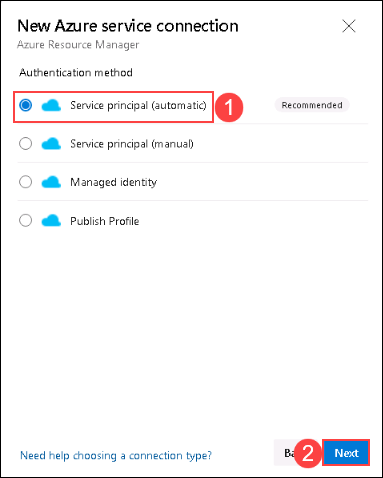 New Azure service connection
Azure Resource Manager
Authentication method
Service principal (automatic)
1
Recommended
Service principal (manual)
Managed identity
Publish Profile
Need help choosing a connection type?
2
Next